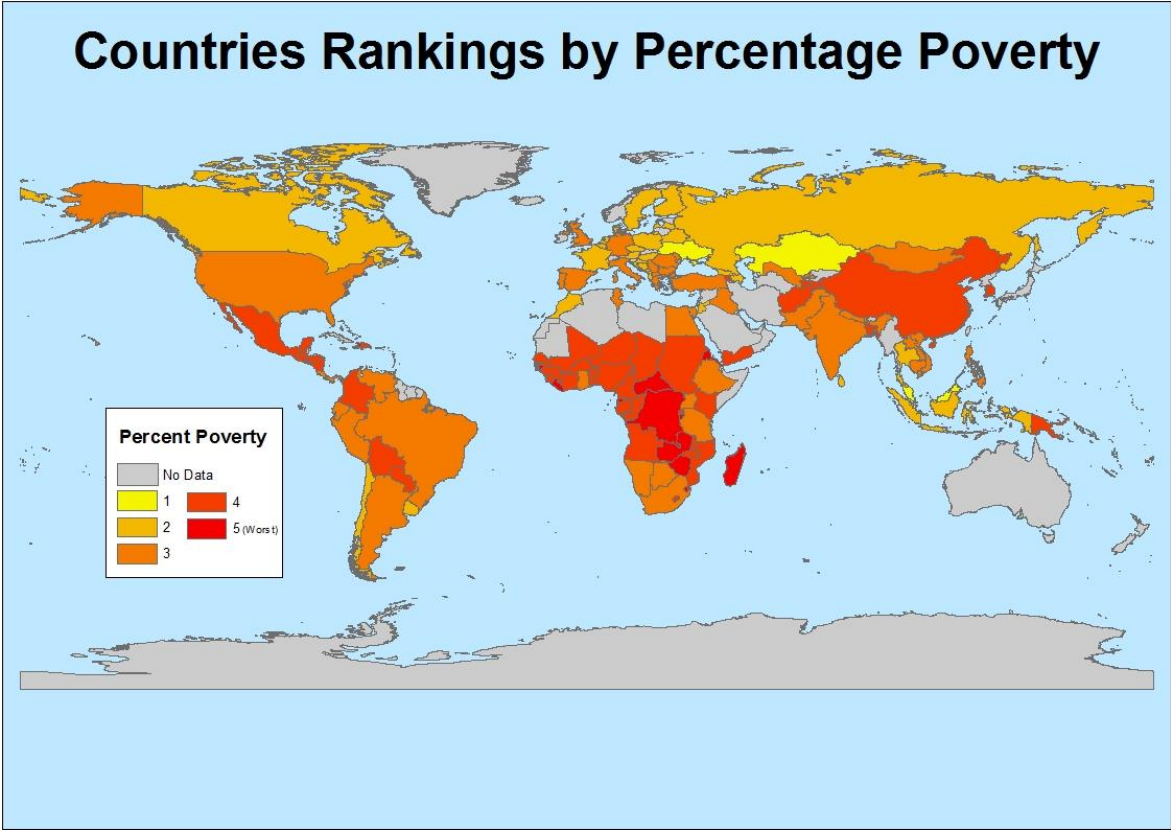 Countries Rankings by Percentage Poverty
Percent Poverty
No Data
1
4
2
5 (Worst)
3